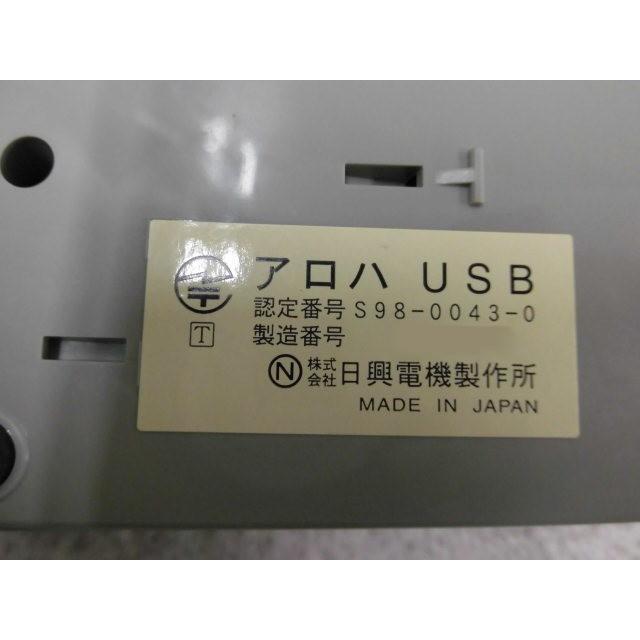 アロハ USB
認定番号 S98-0043-0
T 製造番号
N 株式会社 日興電機製作所
MADE IN JAPAN